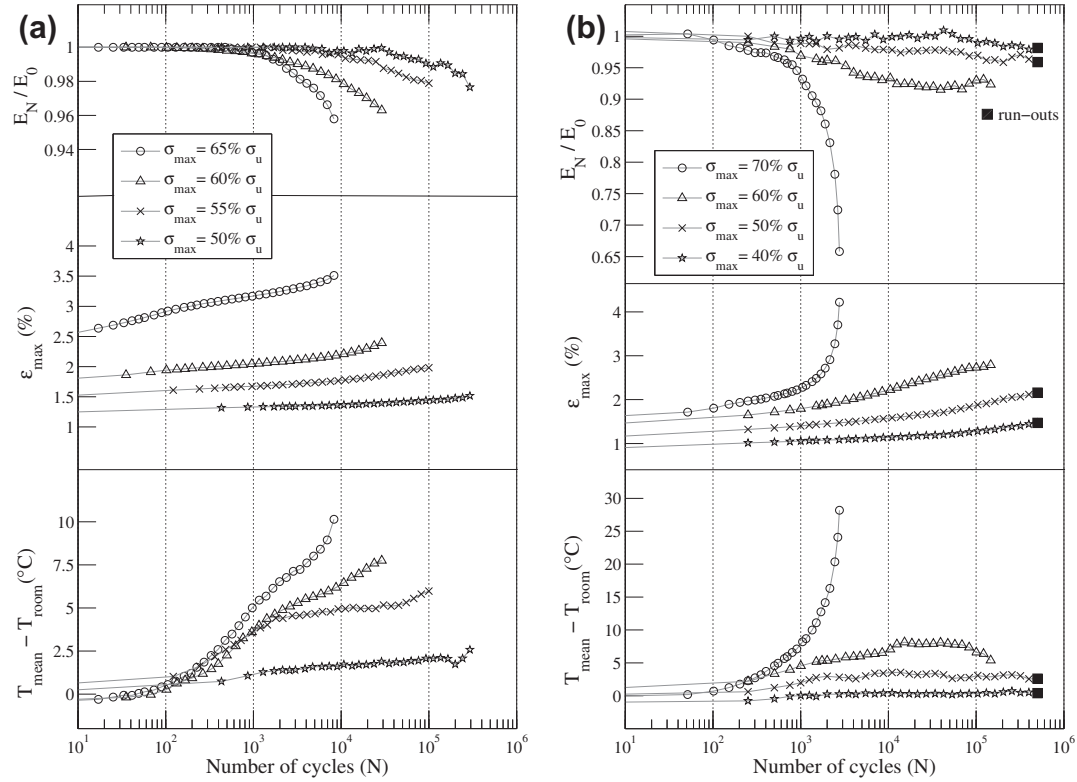 (a)
1
0.98
0.96
0.94
E_N / E_0
σ_max = 65% σ_u
σ_max = 60% σ_u
σ_max = 55% σ_u
σ_max = 50% σ_u
4
3.5
3
2.5
2
1.5
1
ε_max (%)
10
7.5
5
2.5
0
T_mean − T_room (°C)
10^1
10^2
10^3
10^4
10^5
10^6
Number of cycles (N)
(b)
1.05
1
0.95
0.9
0.85
0.8
0.75
0.7
0.65
E_N / E_0
run−outs
σ_max = 70% σ_u
σ_max = 60% σ_u
σ_max = 50% σ_u
σ_max = 40% σ_u
4
3
2
1
ε_max (%)
30
25
20
15
10
5
0
T_mean − T_room (°C)
10^1
10^2
10^3
10^4
10^5
10^6
Number of cycles (N)